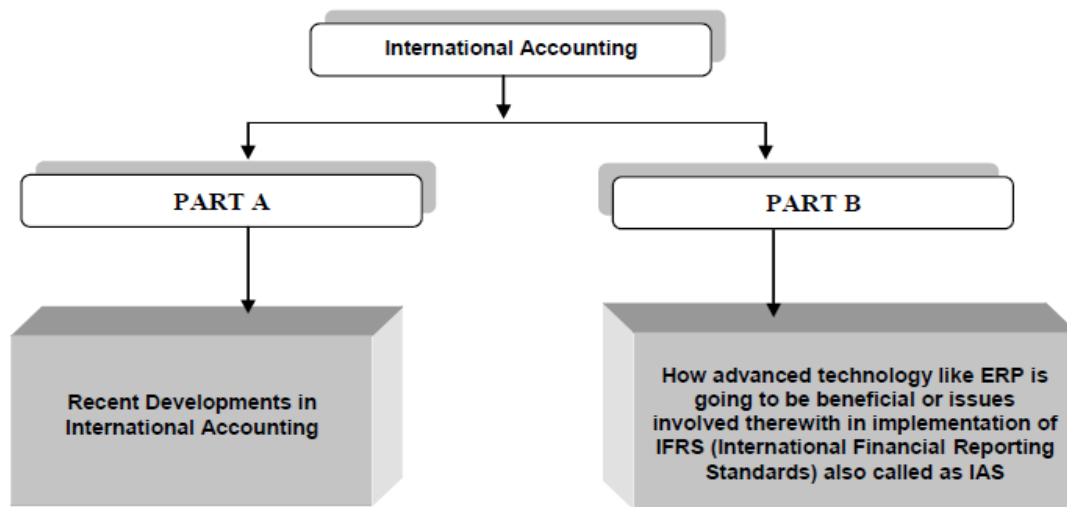 International Accounting
PART A
PART B
Recent Developments in
International Accounting
How advanced technology like ERP is
going to be beneficial or issues
involved therewith in implementation of
IFRS (International Financial Reporting
Standards) also called as IAS